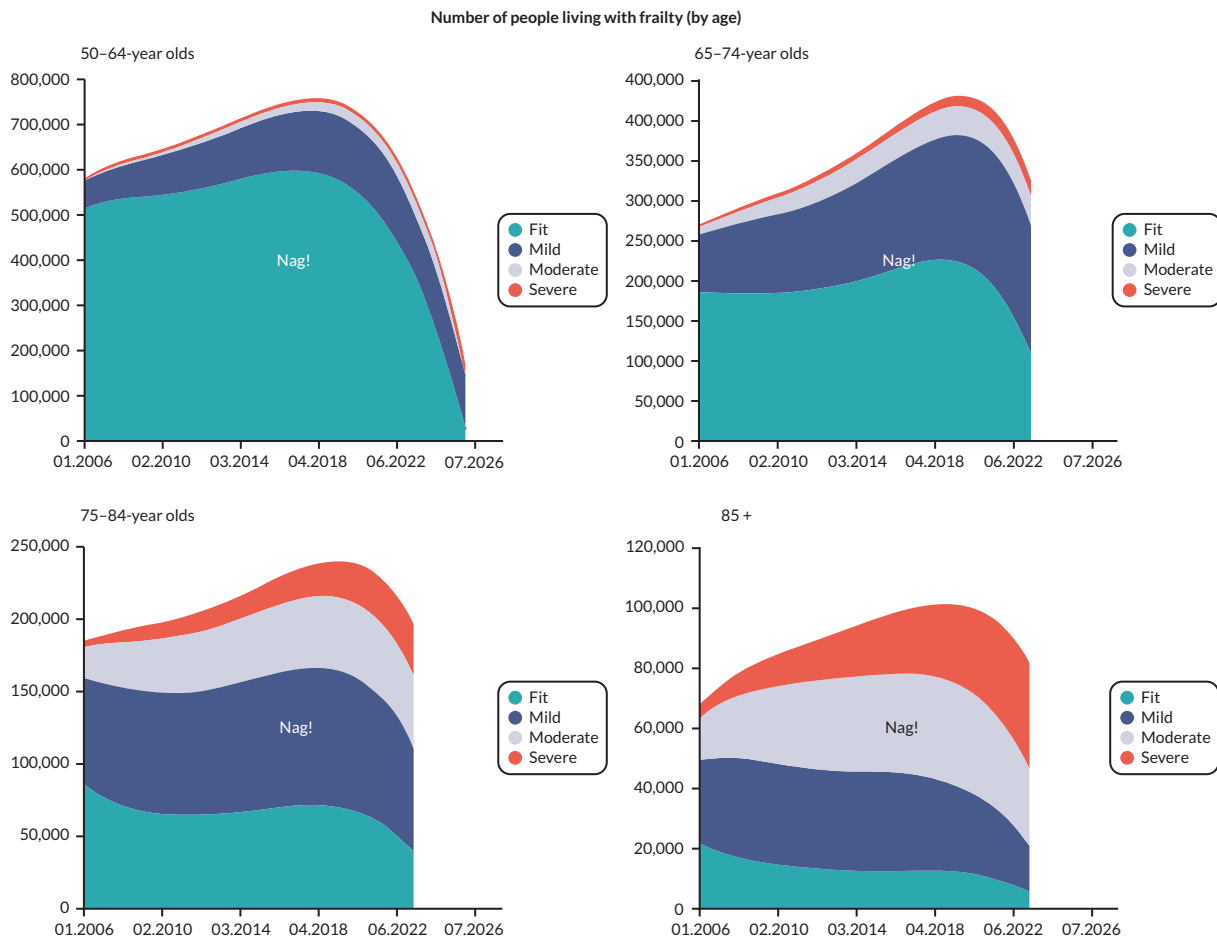 Number of people living with frailty (by age)
50–64-year olds
800,000
700,000
600,000
500,000
400,000
300,000
200,000
100,000
0
01.2006 02.2010 03.2014 04.2018 06.2022 07.2026
Nag!
Fit
Mild
Moderate
Severe
65–74-year olds
400,000
400,000
350,000
300,000
250,000
200,000
150,000
100,000
50,000
0
01.2006 02.2010 03.2014 04.2018 06.2022 07.2026
Nag!
Fit
Mild
Moderate
Severe
75–84-year olds
250,000
200,000
150,000
100,000
50,000
0
01.2006 02.2010 03.2014 04.2018 06.2022 07.2026
Nag!
Fit
Mild
Moderate
Severe
85 +
120,000
100,000
80,000
60,000
40,000
20,000
0
01.2006 02.2010 03.2014 04.2018 06.2022 07.2026
Nag!
Fit
Mild
Moderate
Severe